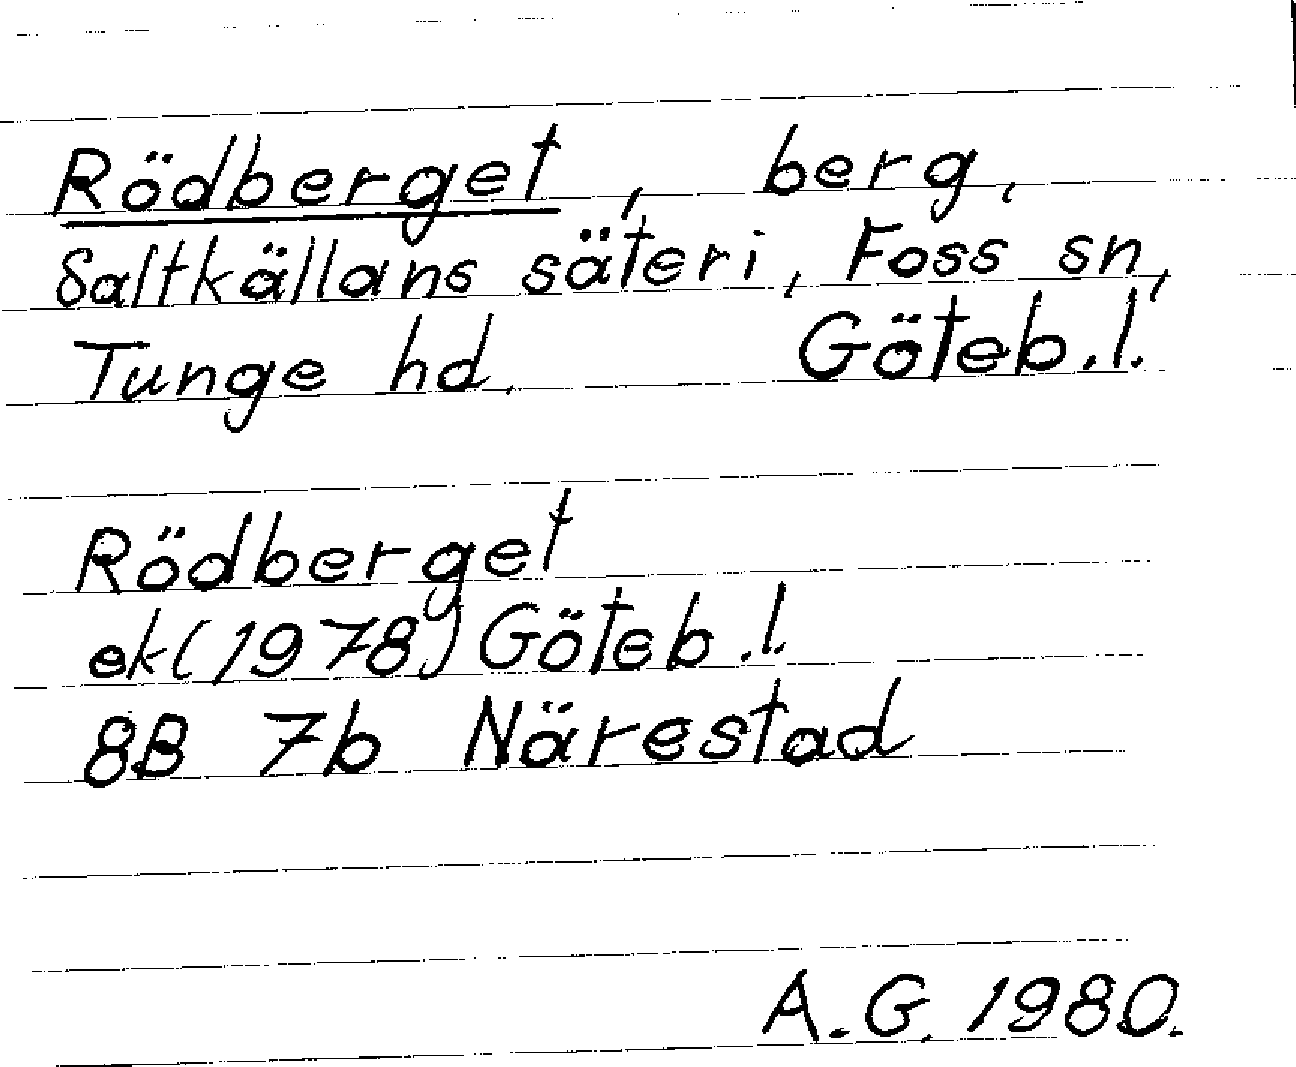 Rödberget, berg,
Saltkällans säteri, Foss sn,
Tunge hd. Göteb.l.
Rödberget
ek(1978) Göteb.l.
8B 7b Närestad
A.G. 1980.